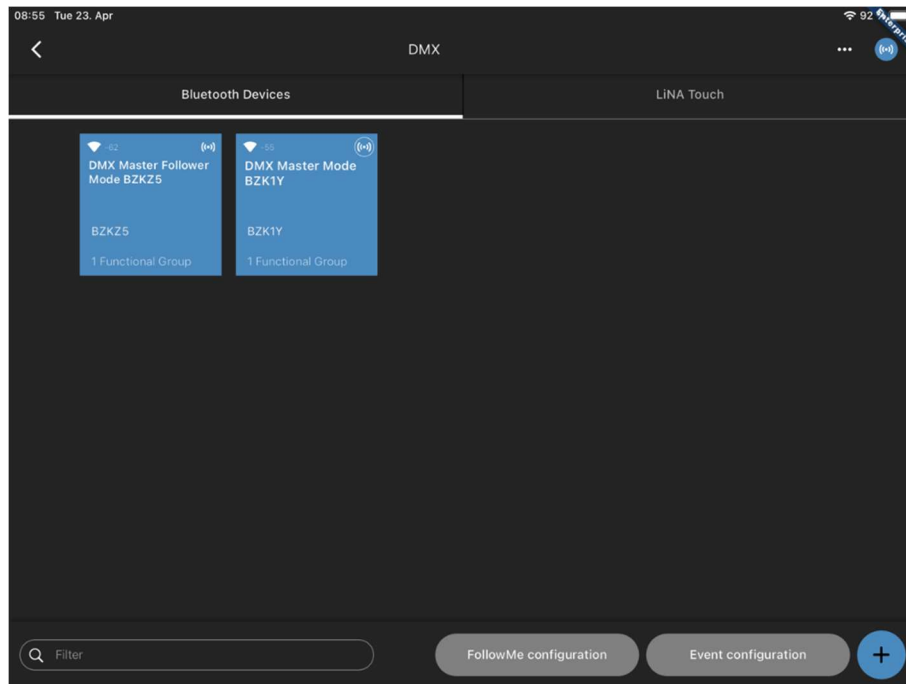 08:55 Tue 23. Apr
92
Enterpri
DMX
Bluetooth Devices
LiNA Touch
-62
DMX Master Follower
Mode BZKZ5
BZKZ5
1 Functional Group
-55
DMX Master Mode
BZK1Y
BZK1Y
1 Functional Group
Filter
FollowMe configuration
Event configuration